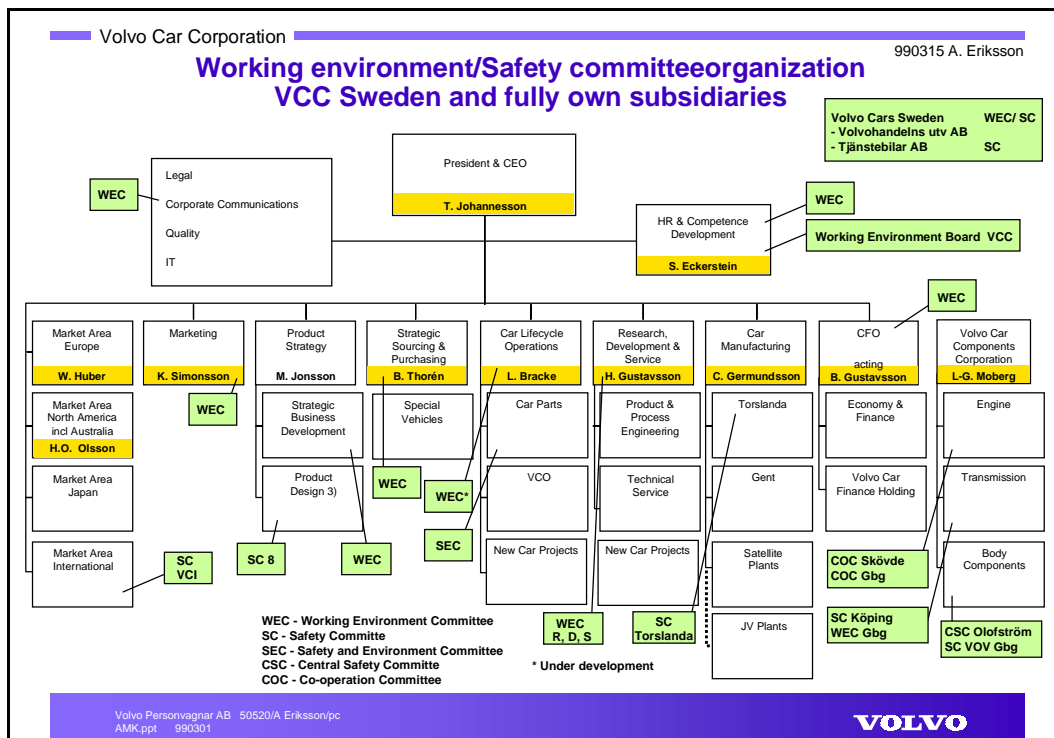 Volvo Car Corporation
990315 A. Eriksson
Working environment/Safety committeeorganization
VCC Sweden and fully own subsidiaries
Volvo Cars Sweden WEC/ SC
- Volvohandelns utv AB
- Tjänstebilar AB SC
President & CEO
T. Johannesson
Legal
Corporate Communications
Quality
IT
WEC
HR & Competence
Development
S. Eckerstein
WEC
Working Environment Board VCC
WEC
Market Area
Europe
W. Huber
Marketing
K. Simonsson
Product
Strategy
M. Jonsson
Strategic
Sourcing &
Purchasing
B. Thorén
Car Lifecycle
Operations
L. Bracke
Research,
Development &
Service
H. Gustavsson
Car
Manufacturing
C. Germundsson
CFO
acting
B. Gustavsson
Volvo Car
Components
Corporation
L-G. Moberg
Market Area
North America
incl Australia
H.O. Olsson
WEC
Strategic
Business
Development
Special
Vehicles
Car Parts
Product &
Process
Engineering
Torslanda
Economy &
Finance
Engine
Market Area
Japan
Product
Design 3)
WEC
WEC*
VCO
Technical
Service
Gent
Volvo Car
Finance Holding
Transmission
Market Area
International
SC
VCI
SC 8
WEC
SEC
New Car Projects
New Car Projects
Satellite
Plants
COC Skövde
COC Gbg
Body
Components
WEC
R, D, S
SC
Torslanda
JV Plants
SC Köping
WEC Gbg
CSC Olofström
SC VOV Gbg
WEC - Working Environment Committee
SC - Safety Committe
SEC - Safety and Environment Committee
CSC - Central Safety Committe
COC - Co-operation Committee
* Under development
Volvo Personvagnar AB 50520/A Eriksson/pc
AMK.ppt 990301
VOLVO